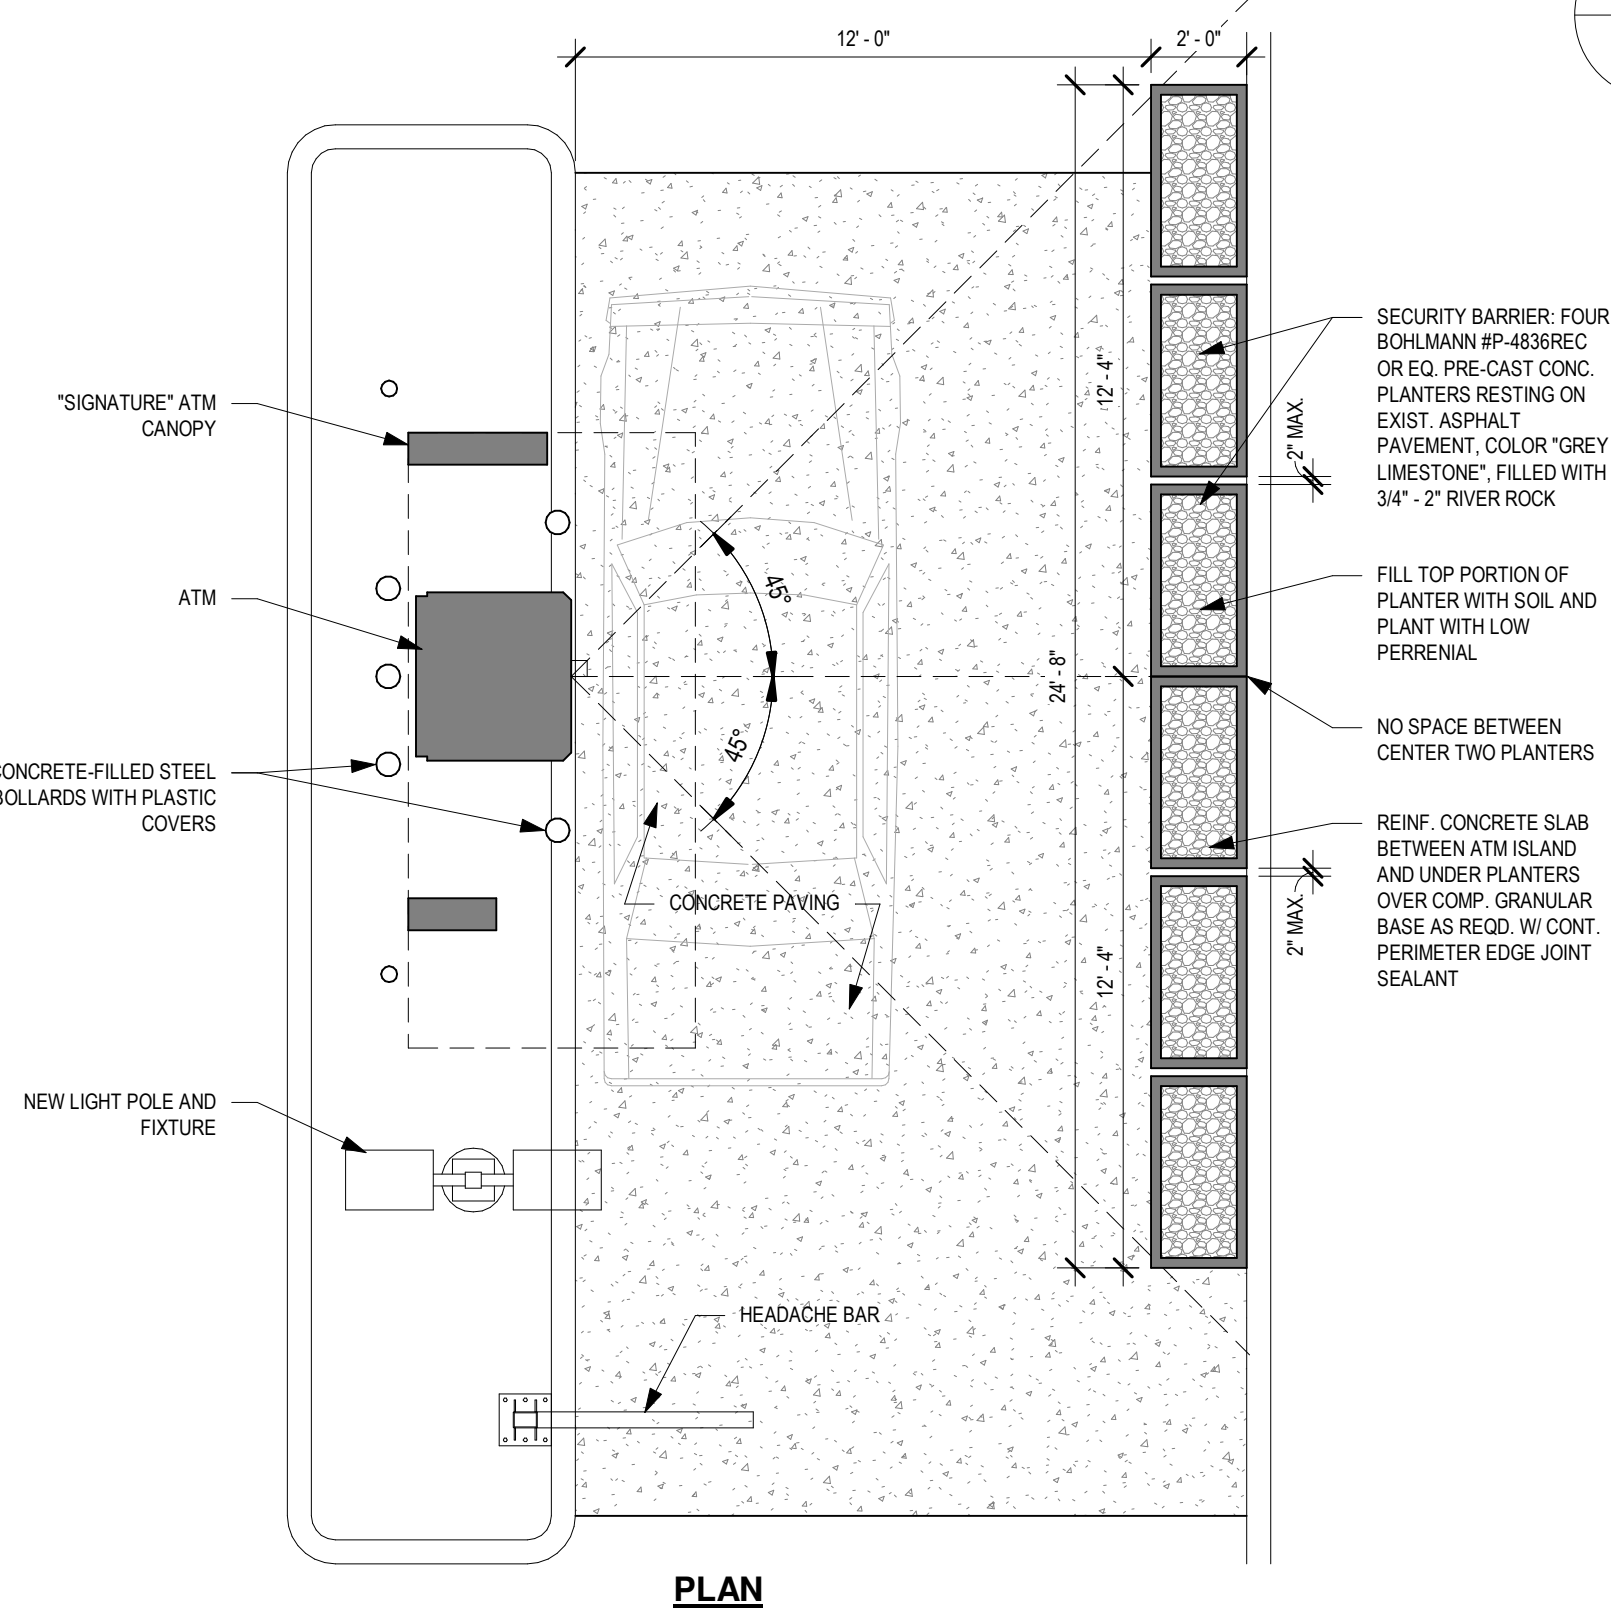 12' - 0"
2' - 0"
"SIGNATURE" ATM
CANOPY
ATM
CONCRETE-FILLED STEEL
BOLLARDS WITH PLASTIC
COVERS
NEW LIGHT POLE AND
FIXTURE
45°
45°
CONCRETE PAVING
HEADACHE BAR
12' - 4"
24' - 8"
12' - 4"
2" MAX.
2" MAX.
SECURITY BARRIER: FOUR
BOHLMANN #P-4836REC
OR EQ. PRE-CAST CONC.
PLANTERS RESTING ON
EXIST. ASPHALT
PAVEMENT, COLOR "GREY
LIMESTONE", FILLED WITH
3/4" - 2" RIVER ROCK
FILL TOP PORTION OF
PLANTER WITH SOIL AND
PLANT WITH LOW
PERRENIAL
NO SPACE BETWEEN
CENTER TWO PLANTERS
REINF. CONCRETE SLAB
BETWEEN ATM ISLAND
AND UNDER PLANTERS
OVER COMP. GRANULAR
BASE AS REQD. W/ CONT.
PERIMETER EDGE JOINT
SEALANT
PLAN